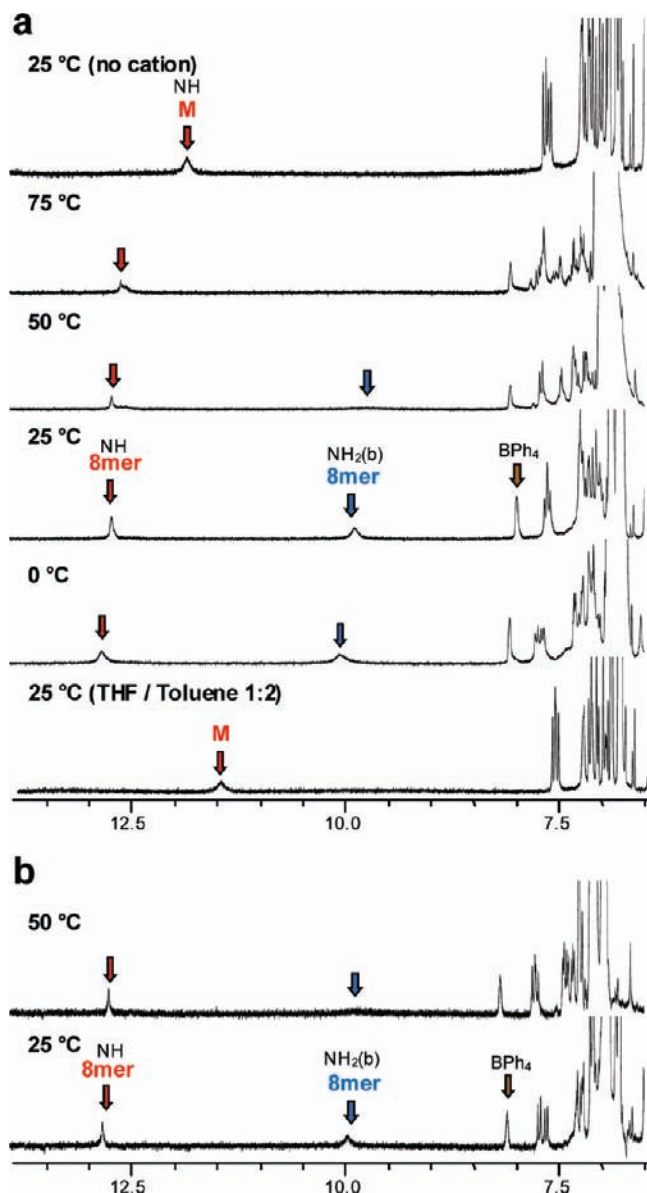 a
25 °C (no cation)
NH
M
75 °C
50 °C
25 °C
NH
8mer
NH₂(b)
8mer
BPh₄
0 °C
25 °C (THF / Toluene 1:2)
M
12.5 10.0 7.5
b
50 °C
25 °C
NH
8mer
NH₂(b)
8mer
BPh₄
12.5 10.0 7.5